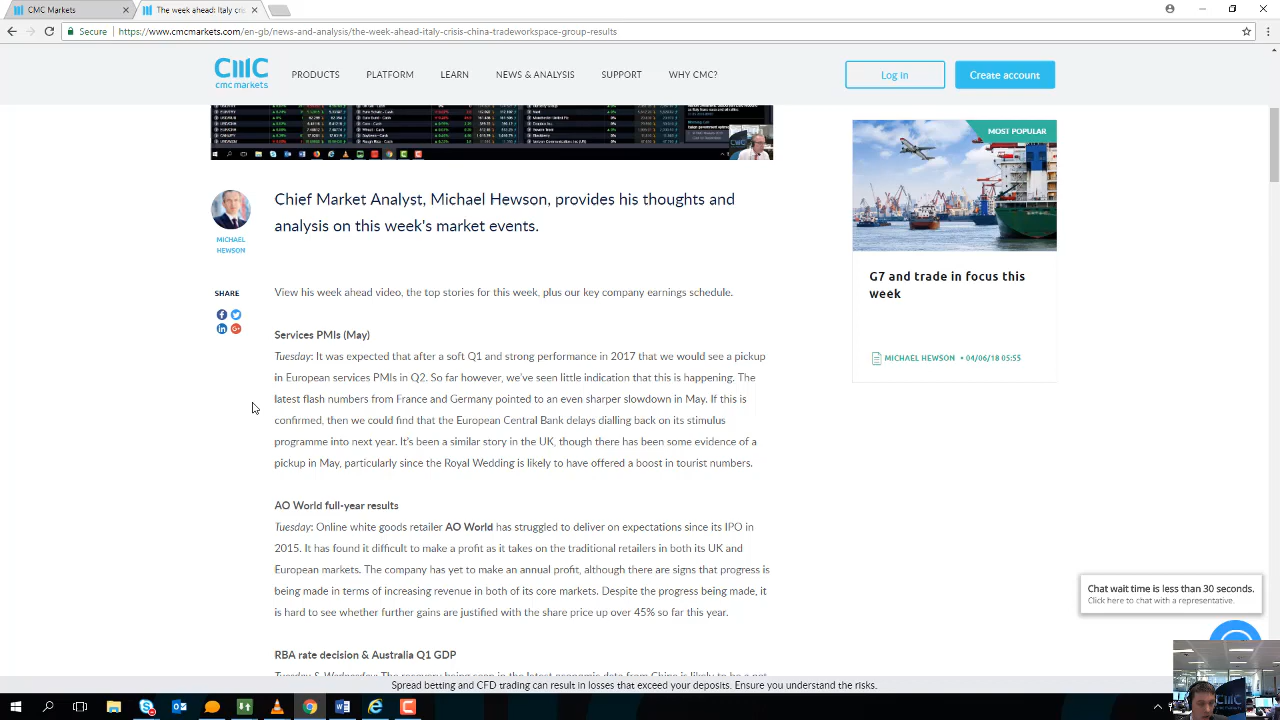 CMC Markets
The week ahead: Italy cris
Secure
https://www.cmcmarkets.com/en-gb/news-and-analysis/the-week-ahead-italy-crisis-china-tradeworkspace-group-results
CMC
cmc markets
PRODUCTS
PLATFORM
LEARN
NEWS & ANALYSIS
SUPPORT
WHY CMC?
Log in
Create account
MOST POPULAR
Chief Market Analyst, Michael Hewson, provides his thoughts and
analysis on this week's market events.
MICHAEL
HEWSON
G7 and trade in focus this
week
MICHAEL HEWSON • 04/06/18 05:55
SHARE
View his week ahead video, the top stories for this week, plus our key company earnings schedule.
Services PMIs (May)
Tuesday: It was expected that after a soft Q1 and strong performance in 2017 that we would see a pickup
in European services PMIs in Q2. So far however, we've seen little indication that this is happening. The
latest flash numbers from France and Germany pointed to an even sharper slowdown in May. If this is
confirmed, then we could find that the European Central Bank delays dialling back on its stimulus
programme into next year. It's been a similar story in the UK, though there has been some evidence of a
pickup in May, particularly since the Royal Wedding is likely to have offered a boost in tourist numbers.
AO World full-year results
Tuesday: Online white goods retailer AO World has struggled to deliver on expectations since its IPO in
2015. It has found it difficult to make a profit as it takes on the traditional retailers in both its UK and
European markets. The company has yet to make an annual profit, although there are signs that progress is
being made in terms of increasing revenue in both of its core markets. Despite the progress being made, it
is hard to see whether furthergains are justified with the share price up over 45% so far this year.
Chat wait time is less than 30 seconds.
Click here to chat with a representative.
RBA rate decision & Australia Q1 GDP
Spread betting and CFD trading can result in losses that exceed your deposits. Ensure you understand the risks.